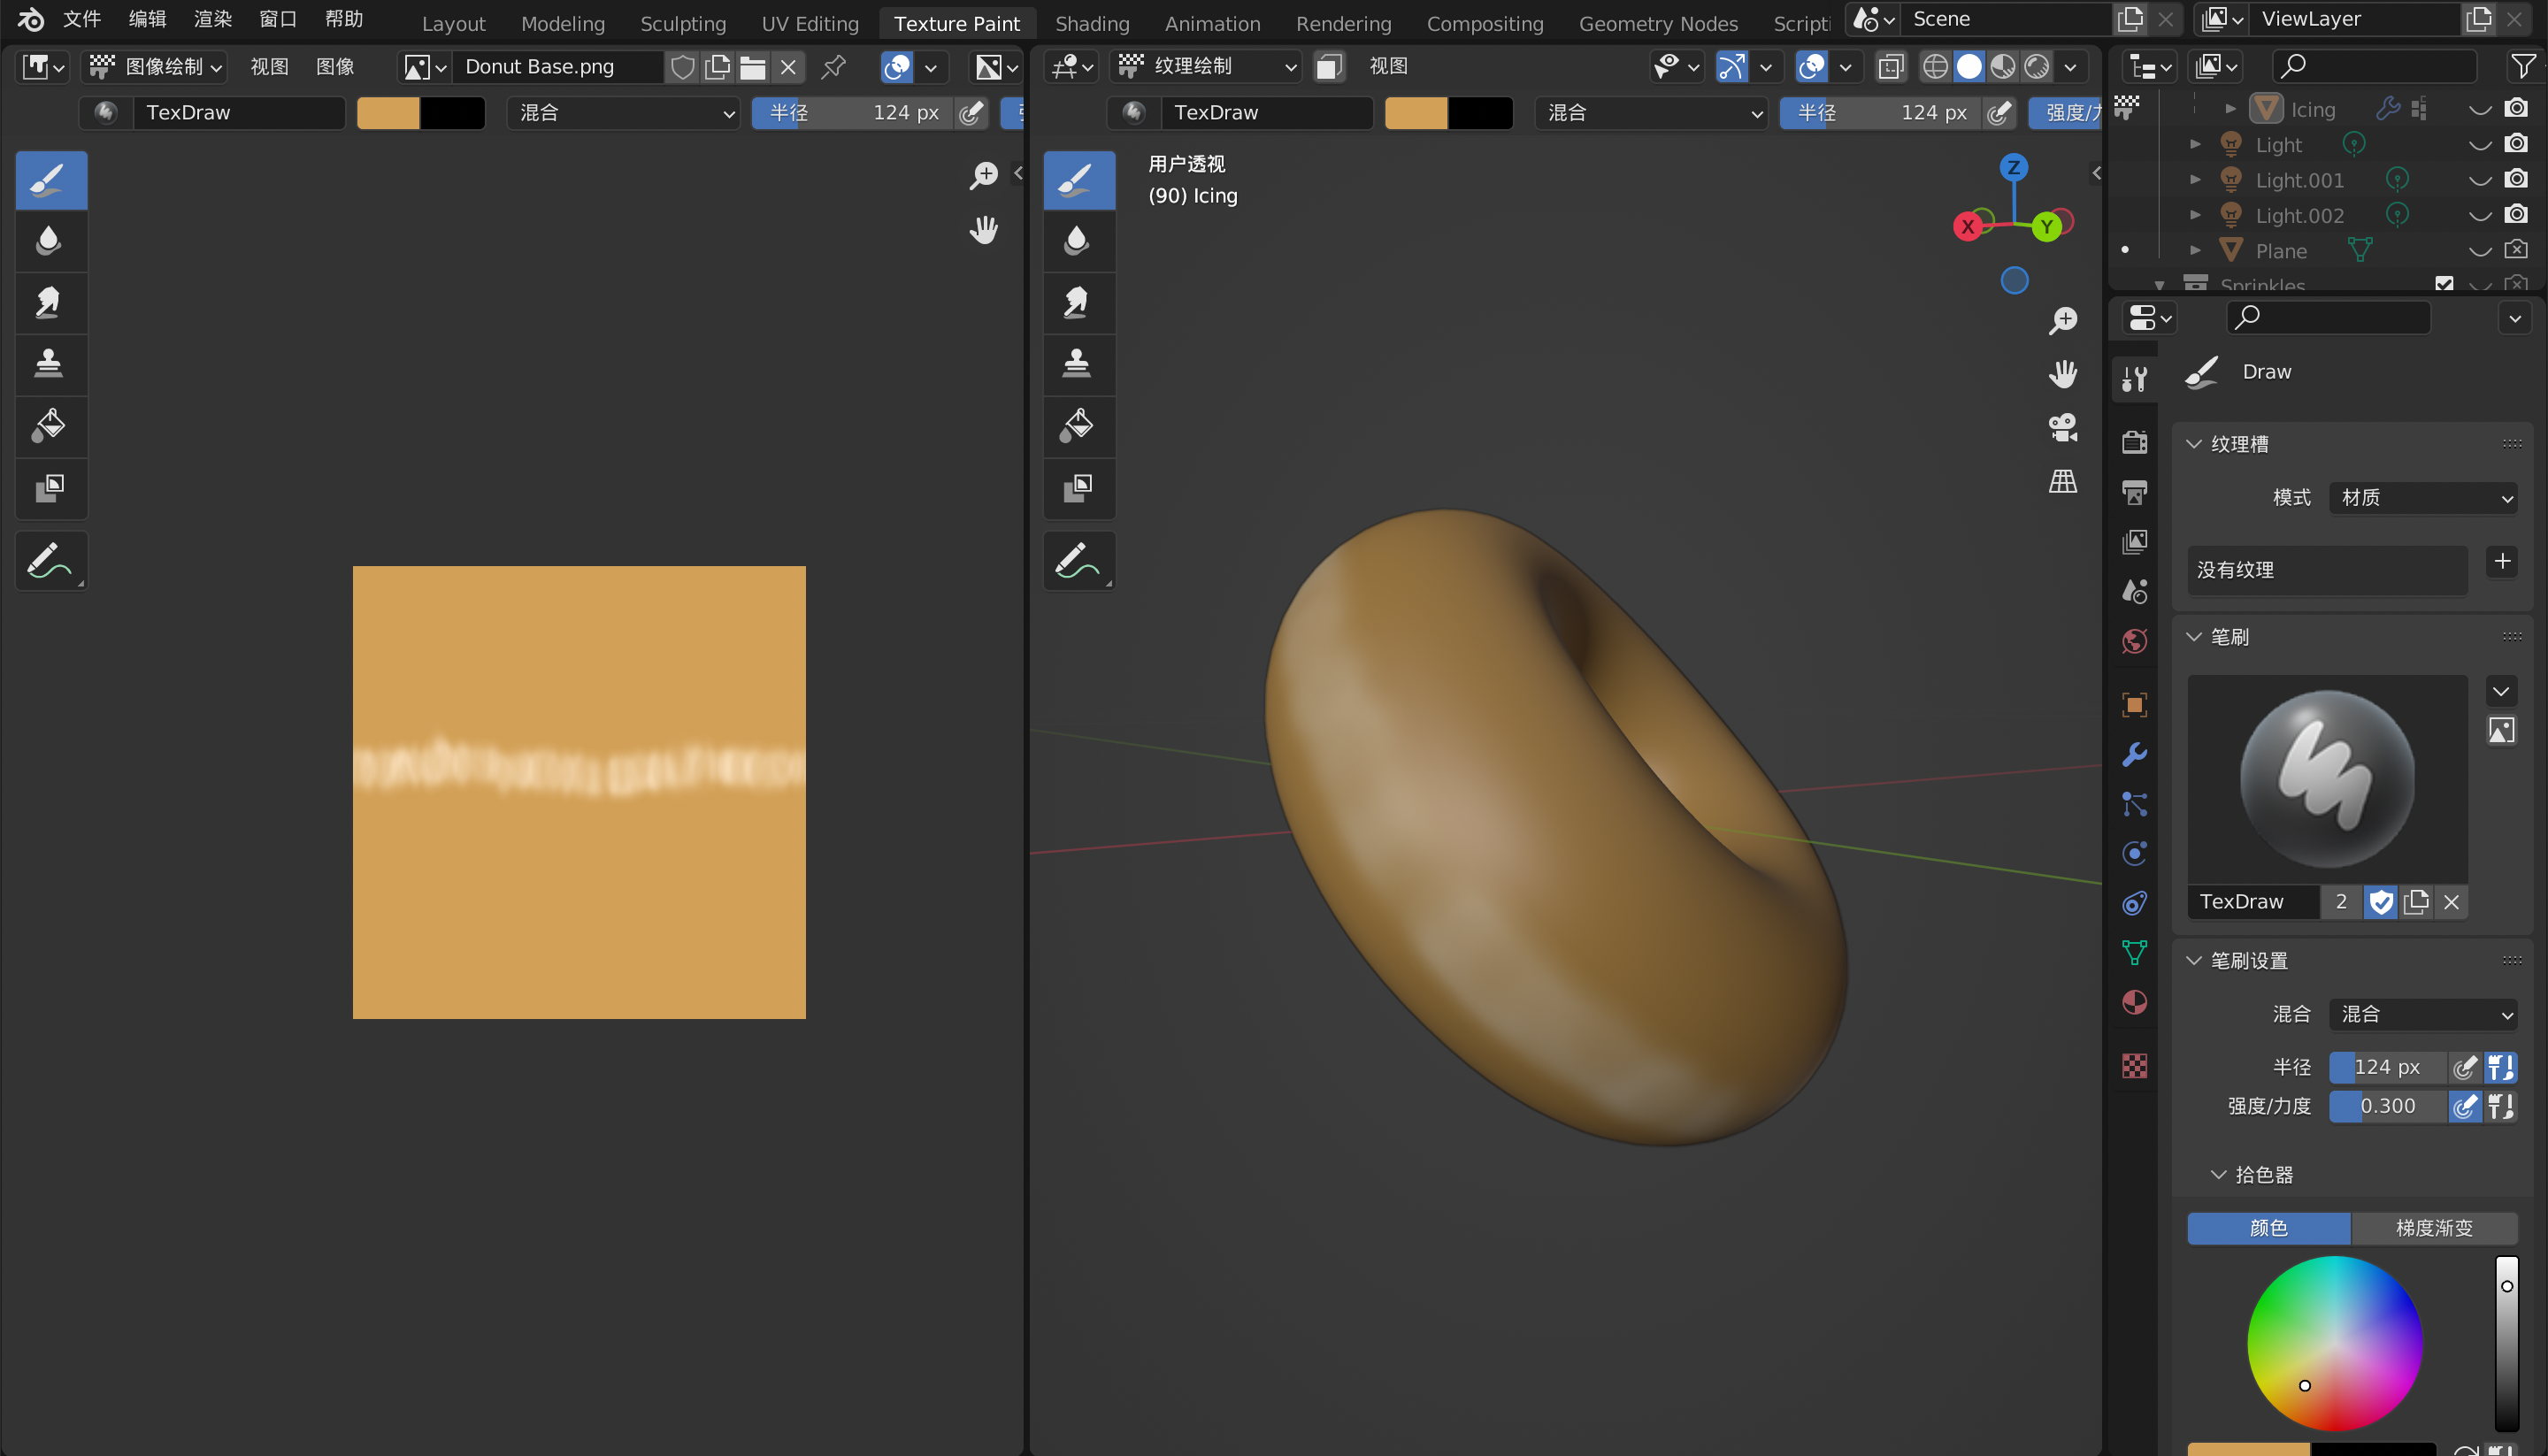 文件 编辑 渲染 窗口 帮助 Layout Modeling Sculpting UV Editing Texture Paint Shading Animation Rendering Compositing Geometry Nodes Scripti Scene ViewLayer
图像绘制 视图 图像 Donut Base.png
TexDraw 混合 半径 124 px
纹理绘制 视图
TexDraw 混合 半径 124 px 强度/力
用户透视
(90) Icing
Z
X
Y
Icing
Light
Light.001
Light.002
Plane
Sprinkles
Draw
纹理槽
模式 材质
没有纹理
笔刷
TexDraw 2
笔刷设置
混合 混合
半径 124 px
强度/力度 0.300
拾色器
颜色 梯度渐变